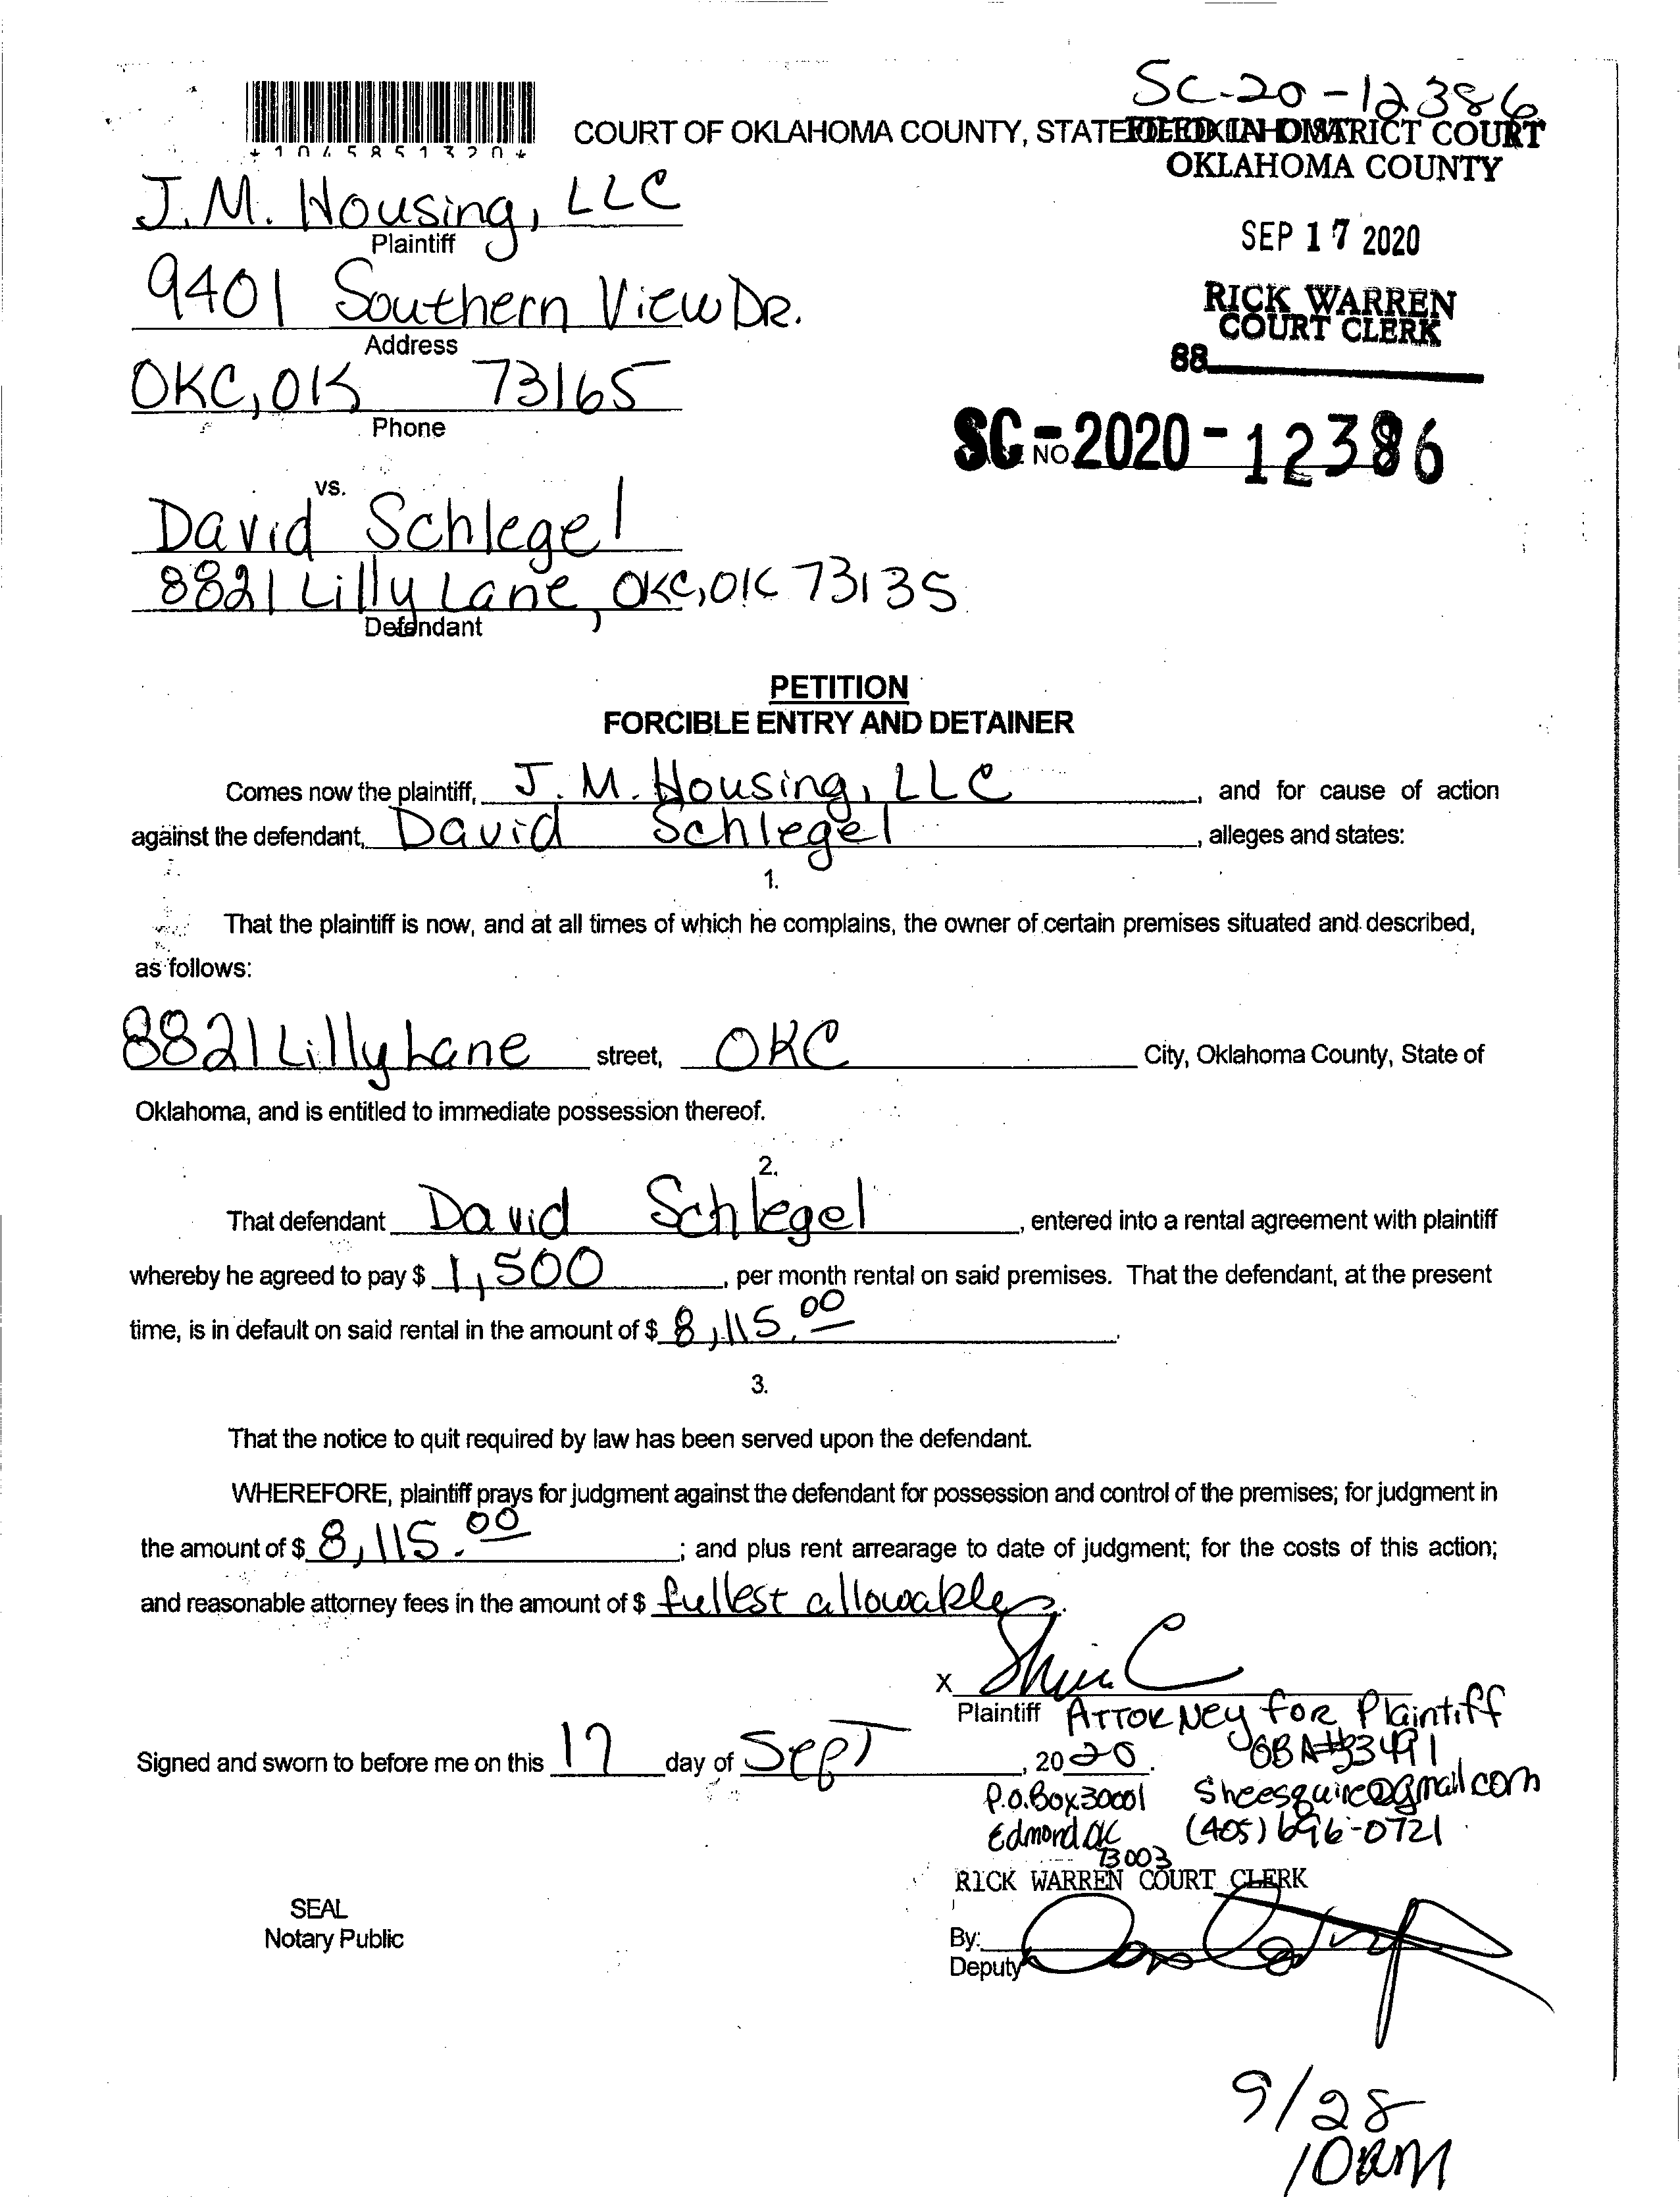 SC-20-12386
COURT OF OKLAHOMA COUNTY, STATE
FILED IN DISTRICT COURT
OKLAHOMA COUNTY
*1045851320*
J.M. Housing, LLC
Plaintiff
SEP 17 2020
9401 Southern View DR.
Address
RICK WARREN
COURT CLERK
88
OKC, OK 73165
Phone
SC-2020-12386
NO
vs.
David Schlegel
8821 Lilly Lane, OKC, OK 73135
Defendant
PETITION
FORCIBLE ENTRY AND DETAINER
Comes now the plaintiff, J.M. Housing, LLC, and for cause of action
against the defendant, David Schlegel, alleges and states:
1.
That the plaintiff is now, and at all times of which he complains, the owner of certain premises situated and described,
as follows:
8821 Lilly Lane street, OKC City, Oklahoma County, State of
Oklahoma, and is entitled to immediate possession thereof.
2.
That defendant David Schlegel, entered into a rental agreement with plaintiff
whereby he agreed to pay $ 1,500, per month rental on said premises. That the defendant, at the present
time, is in default on said rental in the amount of $ 8,115.00.
3.
That the notice to quit required by law has been served upon the defendant.
WHEREFORE, plaintiff prays for judgment against the defendant for possession and control of the premises; for judgment in
the amount of $ 8,115.00; and plus rent arrearage to date of judgment; for the costs of this action;
and reasonable attorney fees in the amount of $ fullest allowable.
X
Plaintiff Attorney for Plaintiff
OBA #33491
Signed and sworn to before me on this 17 day of Sept, 2020.
P.O. Box 30001 sheesquire@gmail.com
Edmond OK (405) 696-0721
73003
RICK WARREN COURT CLERK
SEAL
Notary Public
By:
Deputy
9/28
10am